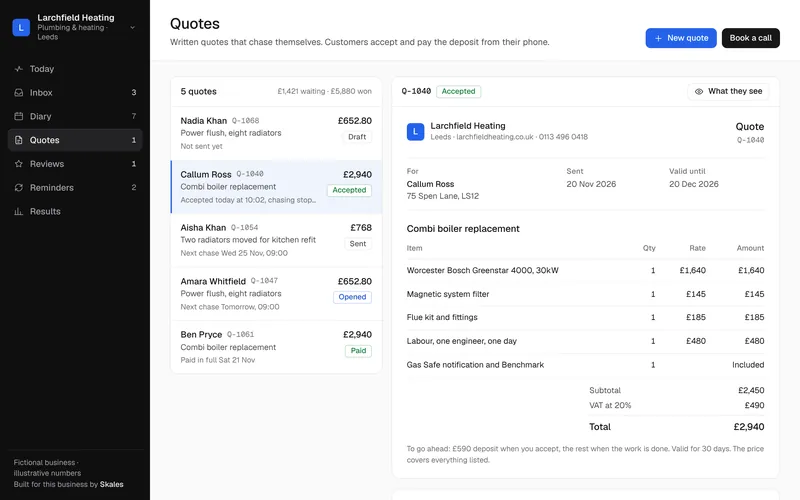 L
Larchfield Heating
Plumbing & heating ·
Leeds
Today
Inbox 3
Diary 7
Quotes 1
Reviews 1
Reminders 2
Results
Fictional business ·
illustrative numbers
Built for this business by Skales
Quotes
Written quotes that chase themselves. Customers accept and pay the deposit from their phone.
+ New quote
Book a call
5 quotes £1,421 waiting · £5,880 won
Nadia Khan Q-1068 £652.80
Power flush, eight radiators Draft
Not sent yet
Callum Ross Q-1040 £2,940
Combi boiler replacement Accepted
Accepted today at 10:02, chasing stop…
Aisha Khan Q-1054 £768
Two radiators moved for kitchen refit Sent
Next chase Wed 25 Nov, 09:00
Amara Whitfield Q-1047 £652.80
Power flush, eight radiators Opened
Next chase Tomorrow, 09:00
Ben Pryce Q-1061 £2,940
Combi boiler replacement Paid
Paid in full Sat 21 Nov
Q-1040 Accepted What they see
L
Larchfield Heating Quote
Leeds · larchfieldheating.co.uk · 0113 496 0418 Q-1040
For Sent Valid until
Callum Ross 20 Nov 2026 20 Dec 2026
75 Spen Lane, LS12
Combi boiler replacement
Item Qty Rate Amount
Worcester Bosch Greenstar 4000, 30kW 1 £1,640 £1,640
Magnetic system filter 1 £145 £145
Flue kit and fittings 1 £185 £185
Labour, one engineer, one day 1 £480 £480
Gas Safe notification and Benchmark 1 Included
Subtotal £2,450
VAT at 20% £490
Total £2,940
To go ahead: £590 deposit when you accept, the rest when the work is done. Valid for 30 days. The price
covers everything listed.